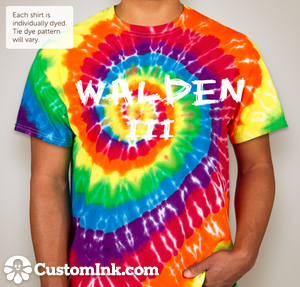 Each shirt is
individually dyed.
Tie dye pattern
will vary.
WALDEN
III
CustomInk.com